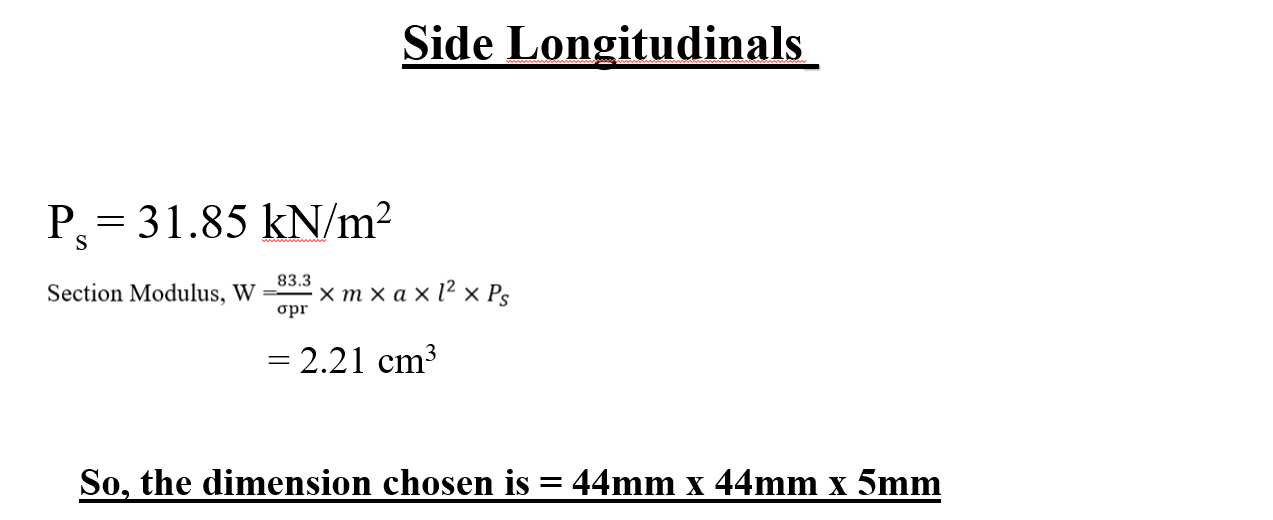 Side Longitudinals
Pₛ = 31.85 kN/m²
Section Modulus, W = 83.3/σpr × m × a × l² × Pₛ
= 2.21 cm³
So, the dimension chosen is = 44mm x 44mm x 5mm